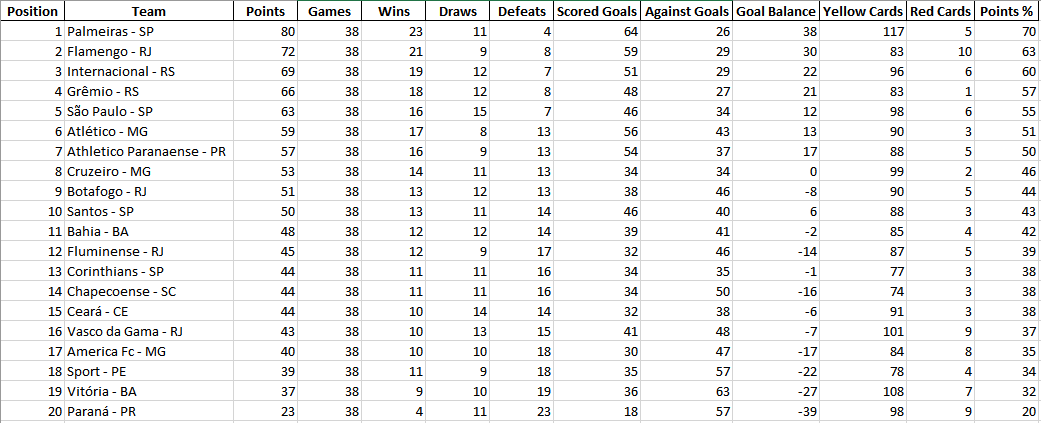 Position Team Points Games Wins Draws Defeats Scored Goals Against Goals Goal Balance Yellow Cards Red Cards Points %
1 Palmeiras - SP 80 38 23 11 4 64 26 38 117 5 70
2 Flamengo - RJ 72 38 21 9 8 59 29 30 83 10 63
3 Internacional - RS 69 38 19 12 7 51 29 22 96 6 60
4 Grêmio - RS 66 38 18 12 8 48 27 21 83 1 57
5 São Paulo - SP 63 38 16 15 7 46 34 12 98 6 55
6 Atlético - MG 59 38 17 8 13 56 43 13 90 3 51
7 Athletico Paranaense - PR 57 38 16 9 13 54 37 17 88 5 50
8 Cruzeiro - MG 53 38 14 11 13 34 34 0 99 2 46
9 Botafogo - RJ 51 38 13 12 13 38 46 -8 90 5 44
10 Santos - SP 50 38 13 11 14 46 40 6 88 3 43
11 Bahia - BA 48 38 12 12 14 39 41 -2 85 4 42
12 Fluminense - RJ 45 38 12 9 17 32 46 -14 87 5 39
13 Corinthians - SP 44 38 11 11 16 34 35 -1 77 3 38
14 Chapecoense - SC 44 38 11 11 16 34 50 -16 74 3 38
15 Ceará - CE 44 38 10 14 14 32 38 -6 91 3 38
16 Vasco da Gama - RJ 43 38 10 13 15 41 48 -7 101 9 37
17 America Fc - MG 40 38 10 10 18 30 47 -17 84 8 35
18 Sport - PE 39 38 11 9 18 35 57 -22 78 4 34
19 Vitória - BA 37 38 9 10 19 36 63 -27 108 7 32
20 Paraná - PR 23 38 4 11 23 18 57 -39 98 9 20